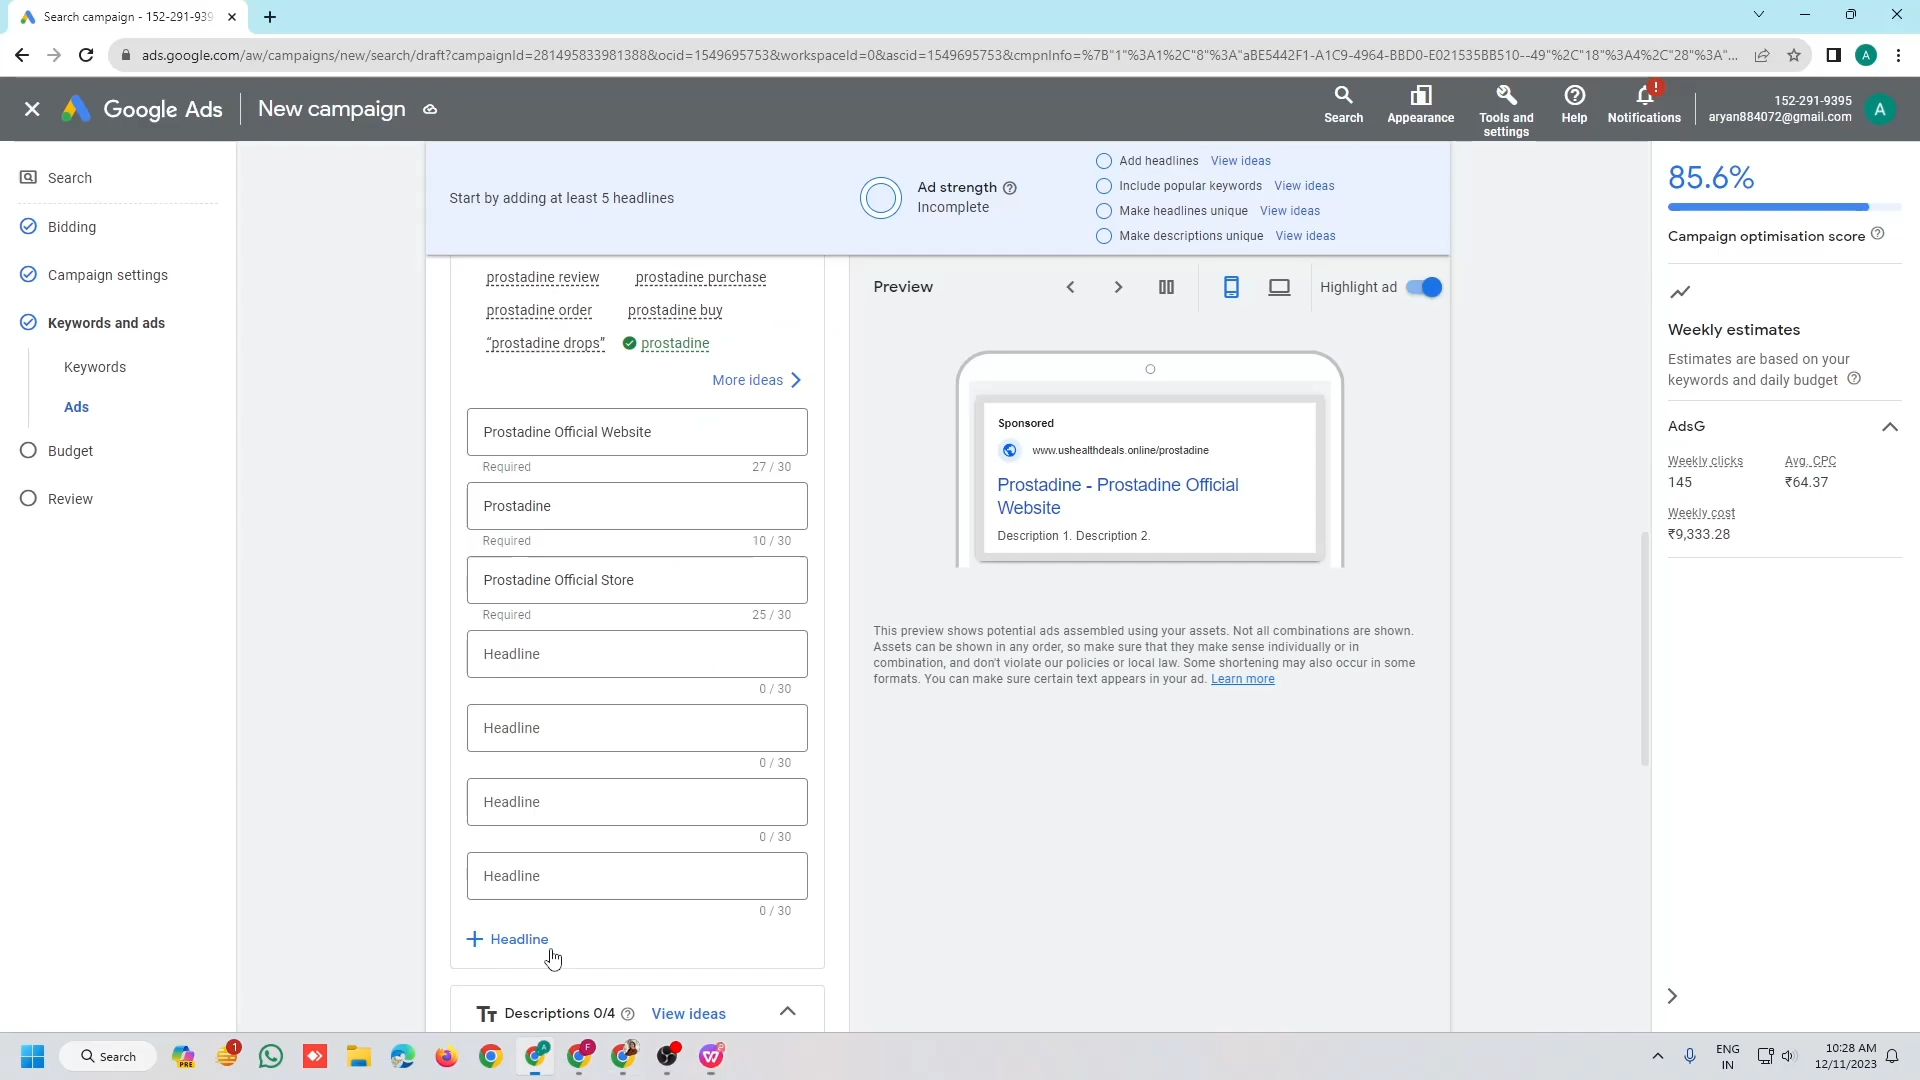 Search campaign - 152-291-939
ads.google.com/aw/campaigns/new/search/draft?campaignId=281495833981388&ocid=1549695753&workspaceId=0&ascid=1549695753&cmpnInfo=%7B"1"%3A1%2C"8"%3A"aBE5442F1-A1C9-4964-BBD0-E021535BB510--49"%2C"18"%3A4%2C"28"%3A"...
A
Google Ads
New campaign
Search
Appearance
Tools and
settings
Help
!
Notifications
152-291-9395
aryan884072@gmail.com
A
Search
Bidding
Campaign settings
Keywords and ads
Keywords
Ads
Budget
Review
Start by adding at least 5 headlines
Ad strength
Incomplete
Add headlines View ideas
Include popular keywords View ideas
Make headlines unique View ideas
Make descriptions unique View ideas
prostadine review prostadine purchase
prostadine order prostadine buy
"prostadine drops" prostadine
More ideas
Prostadine Official Website
Required 27 / 30
Prostadine
Required 10 / 30
Prostadine Official Store
Required 25 / 30
Headline
0 / 30
Headline
0 / 30
Headline
0 / 30
Headline
0 / 30
+ Headline
Tт Descriptions 0/4 View ideas
Preview
Highlight ad
Sponsored
www.ushealthdeals.online/prostadine
Prostadine - Prostadine Official
Website
Description 1. Description 2.
This preview shows potential ads assembled using your assets. Not all combinations are shown.
Assets can be shown in any order, so make sure that they make sense individually or in
combination, and don't violate our policies or local law. Some shortening may also occur in some
formats. You can make sure certain text appears in your ad. Learn more
85.6%
Campaign optimisation score
Weekly estimates
Estimates are based on your
keywords and daily budget
AdsG
Weekly clicks Avg. CPC
145 ₹64.37
Weekly cost
₹9,333.28
Search
PRE
1
A
F
ENG
IN
10:28 AM
12/11/2023